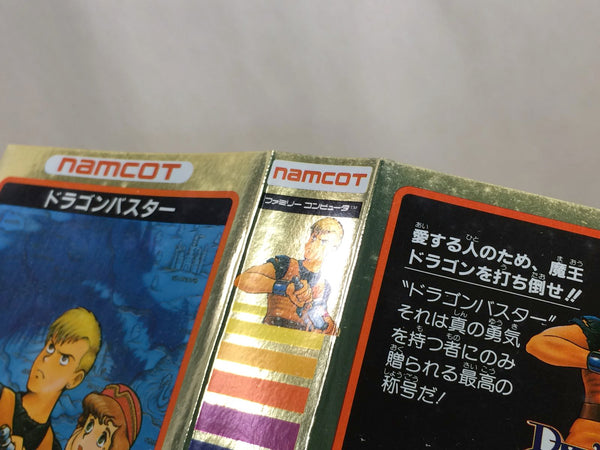 namcot
ドラゴンバスター
namcot
ファミリー コンピュータ™
愛する人のため、魔王
ドラゴンを打ち倒せ!!
"ドラゴンバスター"
それは真の勇気
を持つ者にのみ
贈られる最高の
称号だ!